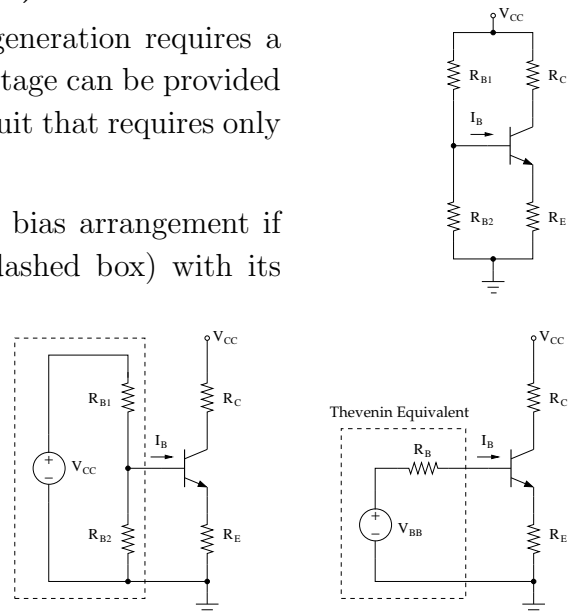 generation requires a
tage can be provided
uit that requires only
bias arrangement if
lashed box) with its
V_CC
R_B1
R_C
I_B
R_B2
R_E
V_CC
R_B1
R_C
I_B
V_CC
R_B2
R_E
V_CC
R_C
Thevenin Equivalent
R_B
I_B
V_BB
R_E